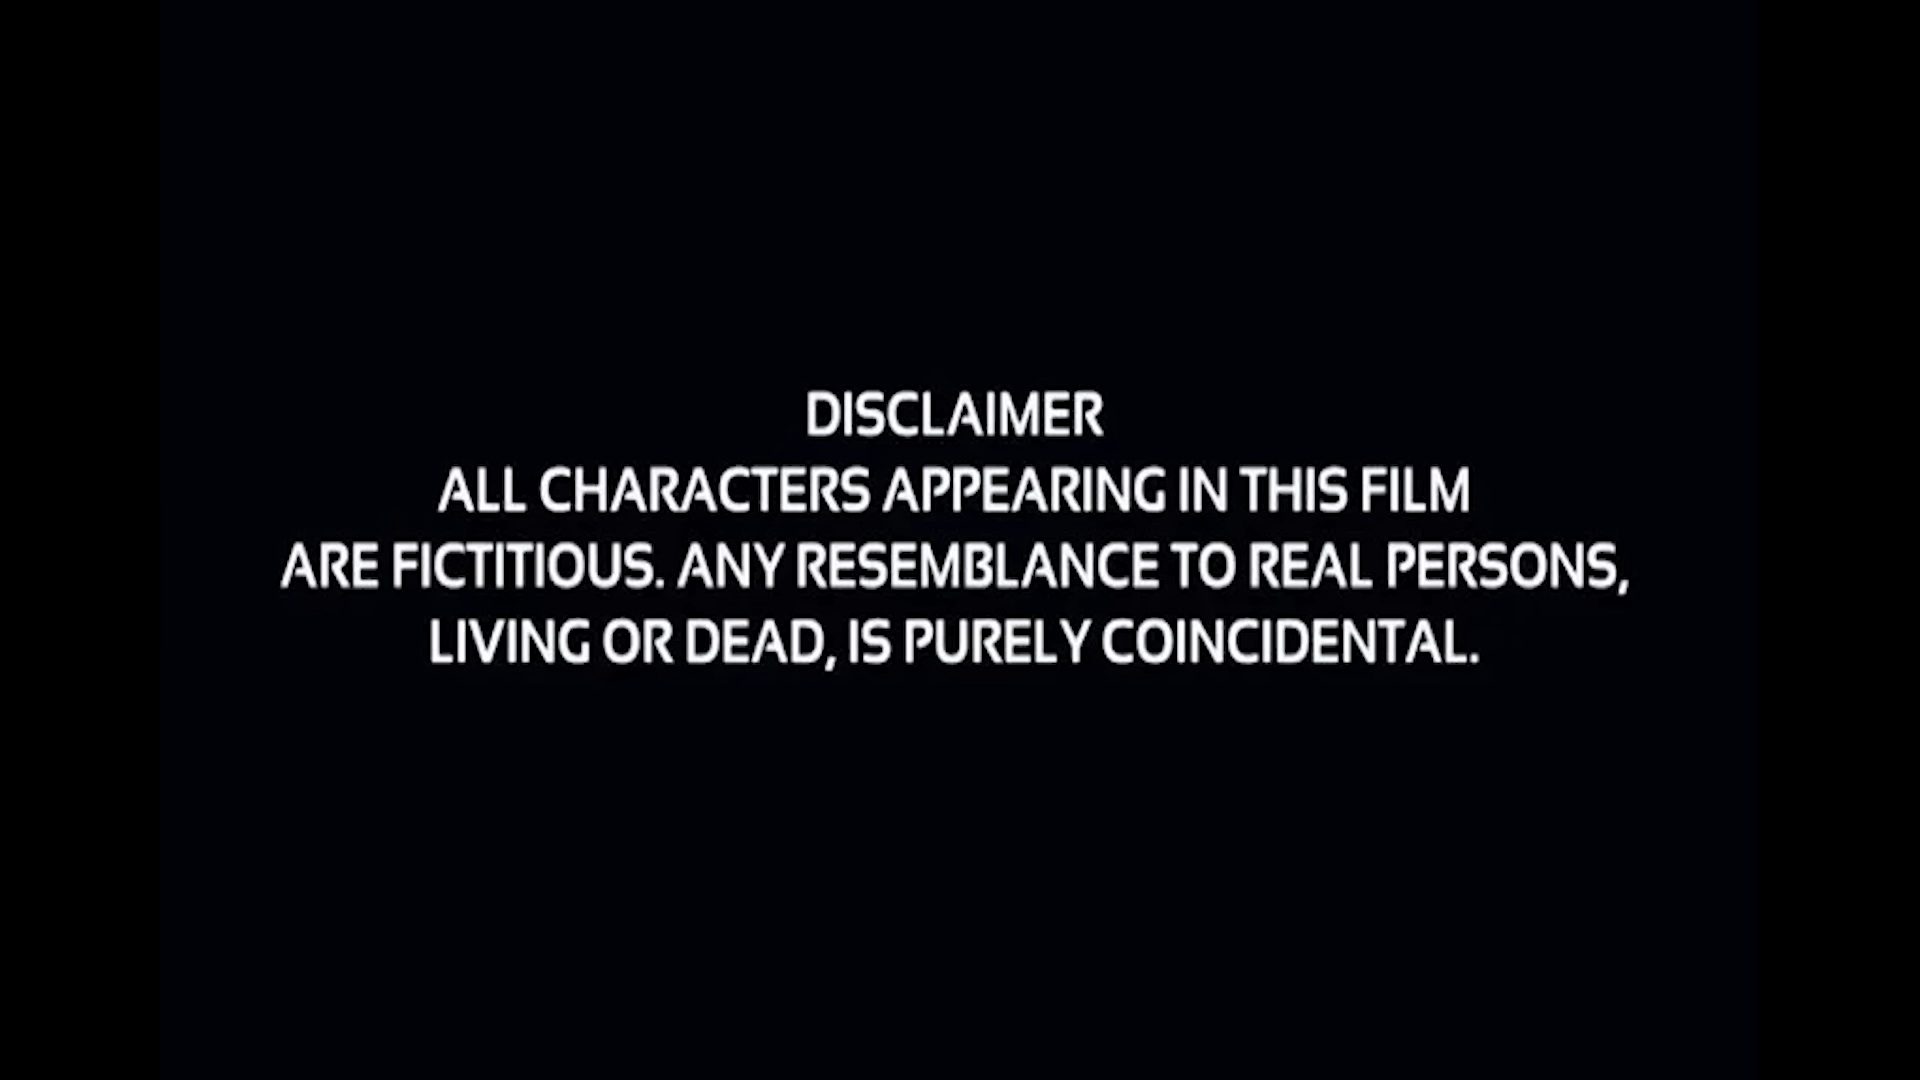 DISCLAIMER
ALL CHARACTERS APPEARING IN THIS FILM
ARE FICTITIOUS. ANY RESEMBLANCE TO REAL PERSONS,
LIVING OR DEAD, IS PURELY COINCIDENTAL.